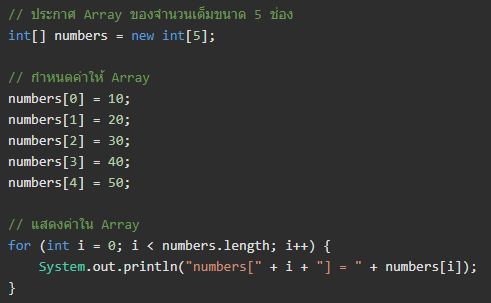 // ประกาศ Array ของจำนวนเต็มขนาด 5 ช่อง
int[] numbers = new int[5];
// กำหนดค่าให้ Array
numbers[0] = 10;
numbers[1] = 20;
numbers[2] = 30;
numbers[3] = 40;
numbers[4] = 50;
// แสดงค่าใน Array
for (int i = 0; i < numbers.length; i++) {
    System.out.println("numbers[" + i + "] = " + numbers[i]);
}